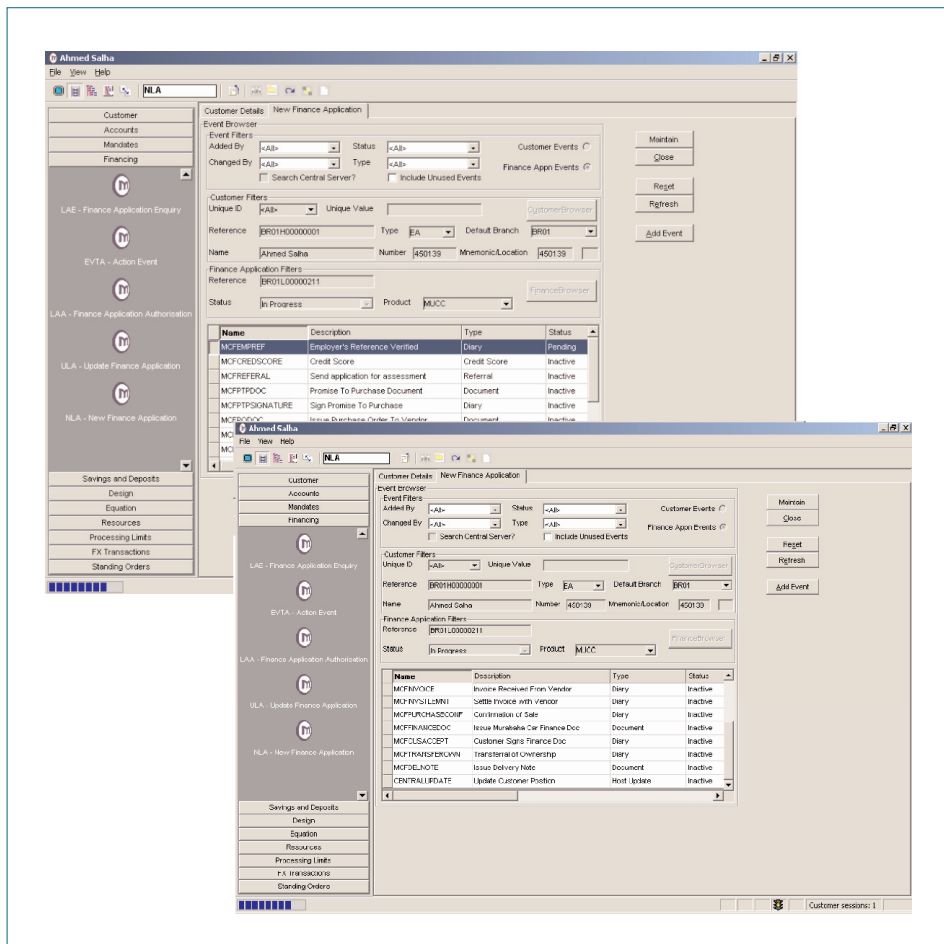 Ahmed Salha
File View Help
NLA
Customer
Accounts
Mandates
Financing
LAE - Finance Application Enquiry
EVTA - Action Event
LAA - Finance Application Authorisation
ULA - Update Finance Application
NLA - New Finance Application
Savings and Deposits
Design
Equation
Resources
Processing Limits
FX Transactions
Standing Orders
Customer Details New Finance Application
Event Browser
Event Filters
Added By <All> Status <All> Customer Events
Changed By <All> Type <All> Finance Appn Events
Search Central Server? Include Unused Events
Customer Filters
Unique ID <All> Unique Value CustomerBrowser
Reference BR01H00000001 Type EA Default Branch BR01
Name Ahmed Salha Number 450139 Mnemonic/Location 450139
Finance Application Filters
Reference BR01L00000211
FinanceBrowser
Status In Progress Product MUCC
Name Description Type Status
MCFEMPREF Employer's Reference Verified Diary Pending
MCFCREDSCORE Credit Score Credit Score Inactive
MCFREFERAL Send application for assessment Referral Inactive
MCFPTPDOC Promise To Purchase Document Document Inactive
MCFPTPSIGNATURE Sign Promise To Purchase Diary Inactive
MCFPODOC Issue Purchase Order To Vendor Document Inactive
Maintain
Close
Reset
Refresh
Add Event
Ahmed Salha
File View Help
NLA
Customer
Accounts
Mandates
Financing
LAE - Finance Application Enquiry
EVTA - Action Event
LAA - Finance Application Authorisation
ULA - Update Finance Application
NLA - New Finance Application
Savings and Deposits
Design
Equation
Resources
Processing Limits
FX Transactions
Standing Orders
Customer Details New Finance Application
Event Browser
Event Filters
Added By <All> Status <All> Customer Events
Changed By <All> Type <All> Finance Appn Events
Search Central Server? Include Unused Events
Customer Filters
Unique ID <All> Unique Value CustomerBrowser
Reference BR01H00000001 Type EA Default Branch BR01
Name Ahmed Salha Number 450139 Mnemonic/Location 450139
Finance Application Filters
Reference BR01L00000211
FinanceBrowser
Status In Progress Product MUCC
Name Description Type Status
MCFINVOICE Invoice Received From Vendor Diary Inactive
Settle Invoice with Vendor Diary Inactive
MCFPURCHASECONF Confirmation of Sale Diary Inactive
MCFFINANCEDOC Issue Murabaha Car Finance Doc Document Inactive
MCFCUSACCEPT Customer Signs Finance Doc Diary Inactive
MCFTRANSFEROWN Transferral of Ownership Diary Inactive
MCFDELNOTE Issue Delivery Note Document Inactive
CENTRALUPDATE Update Customer Position Host Update Inactive
Maintain
Close
Reset
Refresh
Add Event
Customer sessions: 1